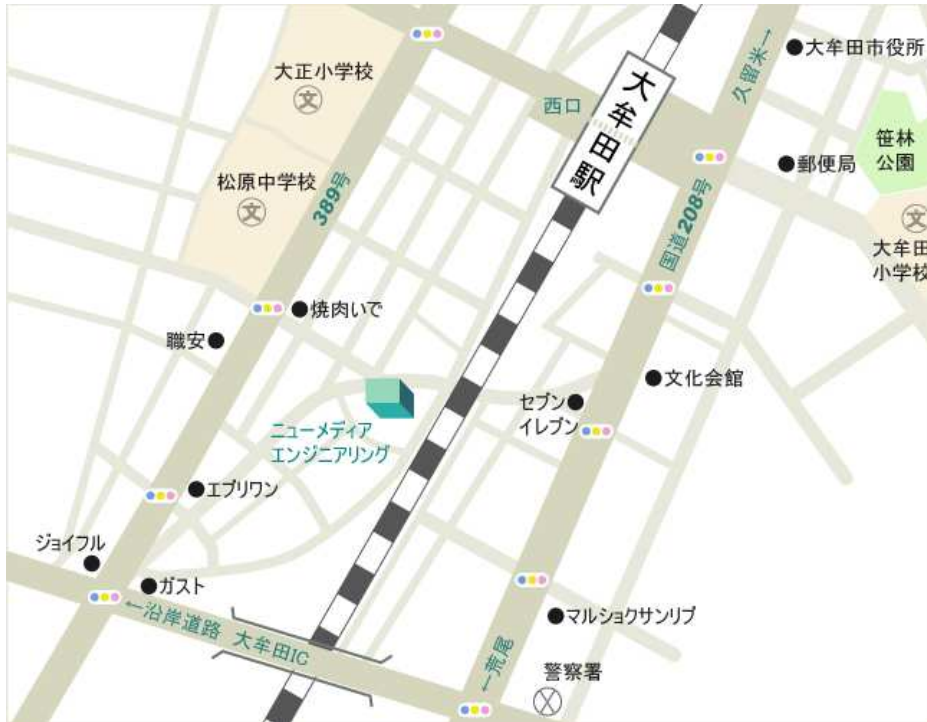 久留米→
大牟田市役所
大正小学校
文
西口
大牟田駅
笹林
公園
郵便局
松原中学校
文
389号
国道208号
文
大牟田
小学校
焼肉いで
職安
文化会館
セブン
イレブン
ニューメディア
エンジニアリング
エブリワン
ジョイフル
ガスト
←沿岸道路 大牟田IC
マルショクサンリブ
←荒尾
警察署